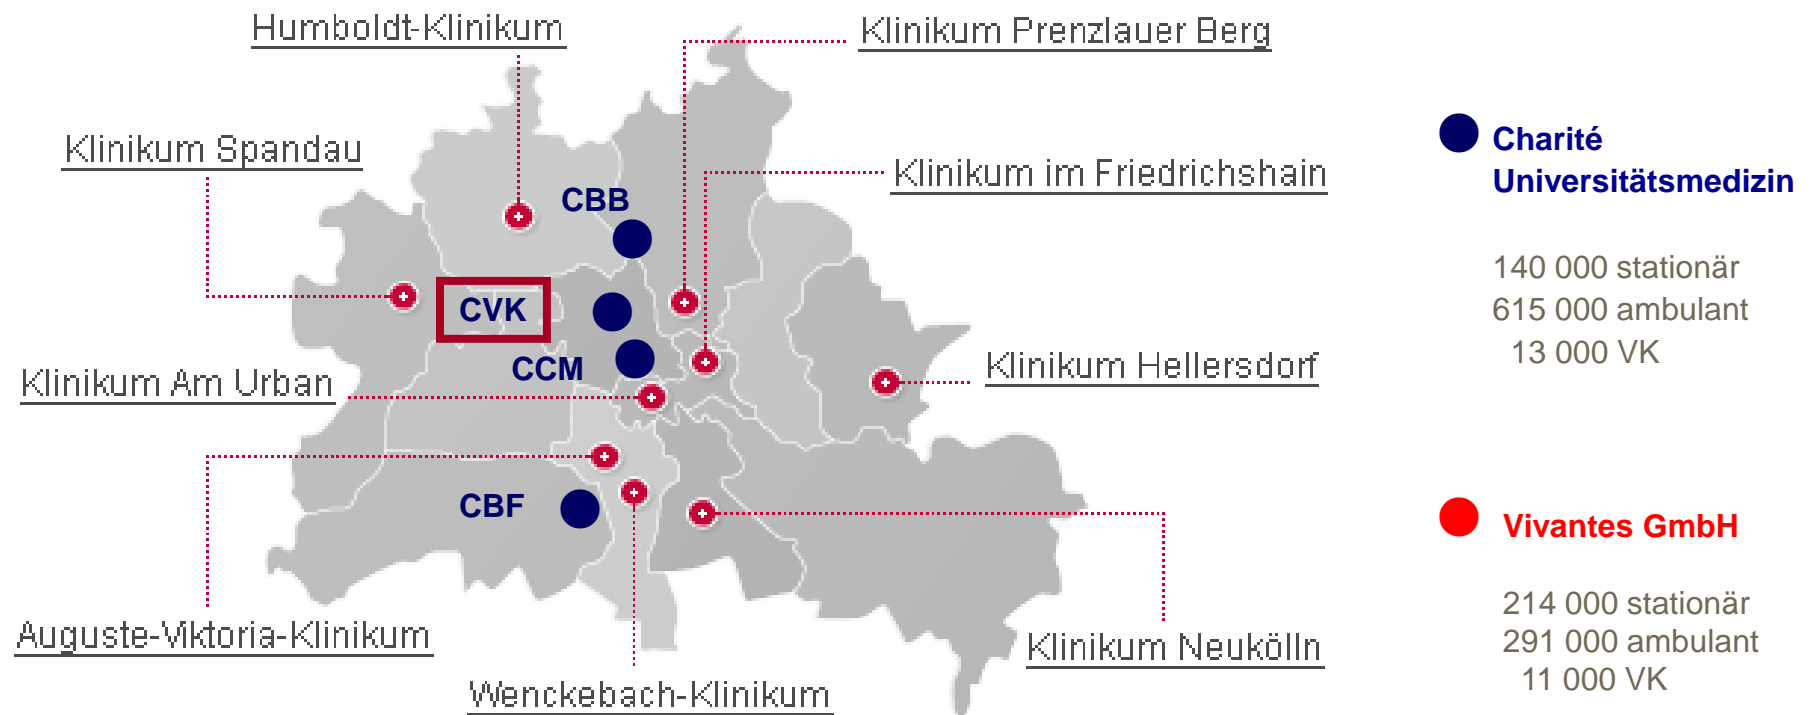 Humboldt-Klinikum
Klinikum Prenzlauer Berg
Klinikum Spandau
Klinikum im Friedrichshain
CBB
CVK
CCM
Klinikum Am Urban
Klinikum Hellersdorf
CBF
Auguste-Viktoria-Klinikum
Wenckebach-Klinikum
Klinikum Neukölln
Charité
Universitätsmedizin
140 000 stationär
615 000 ambulant
13 000 VK
Vivantes GmbH
214 000 stationär
291 000 ambulant
11 000 VK